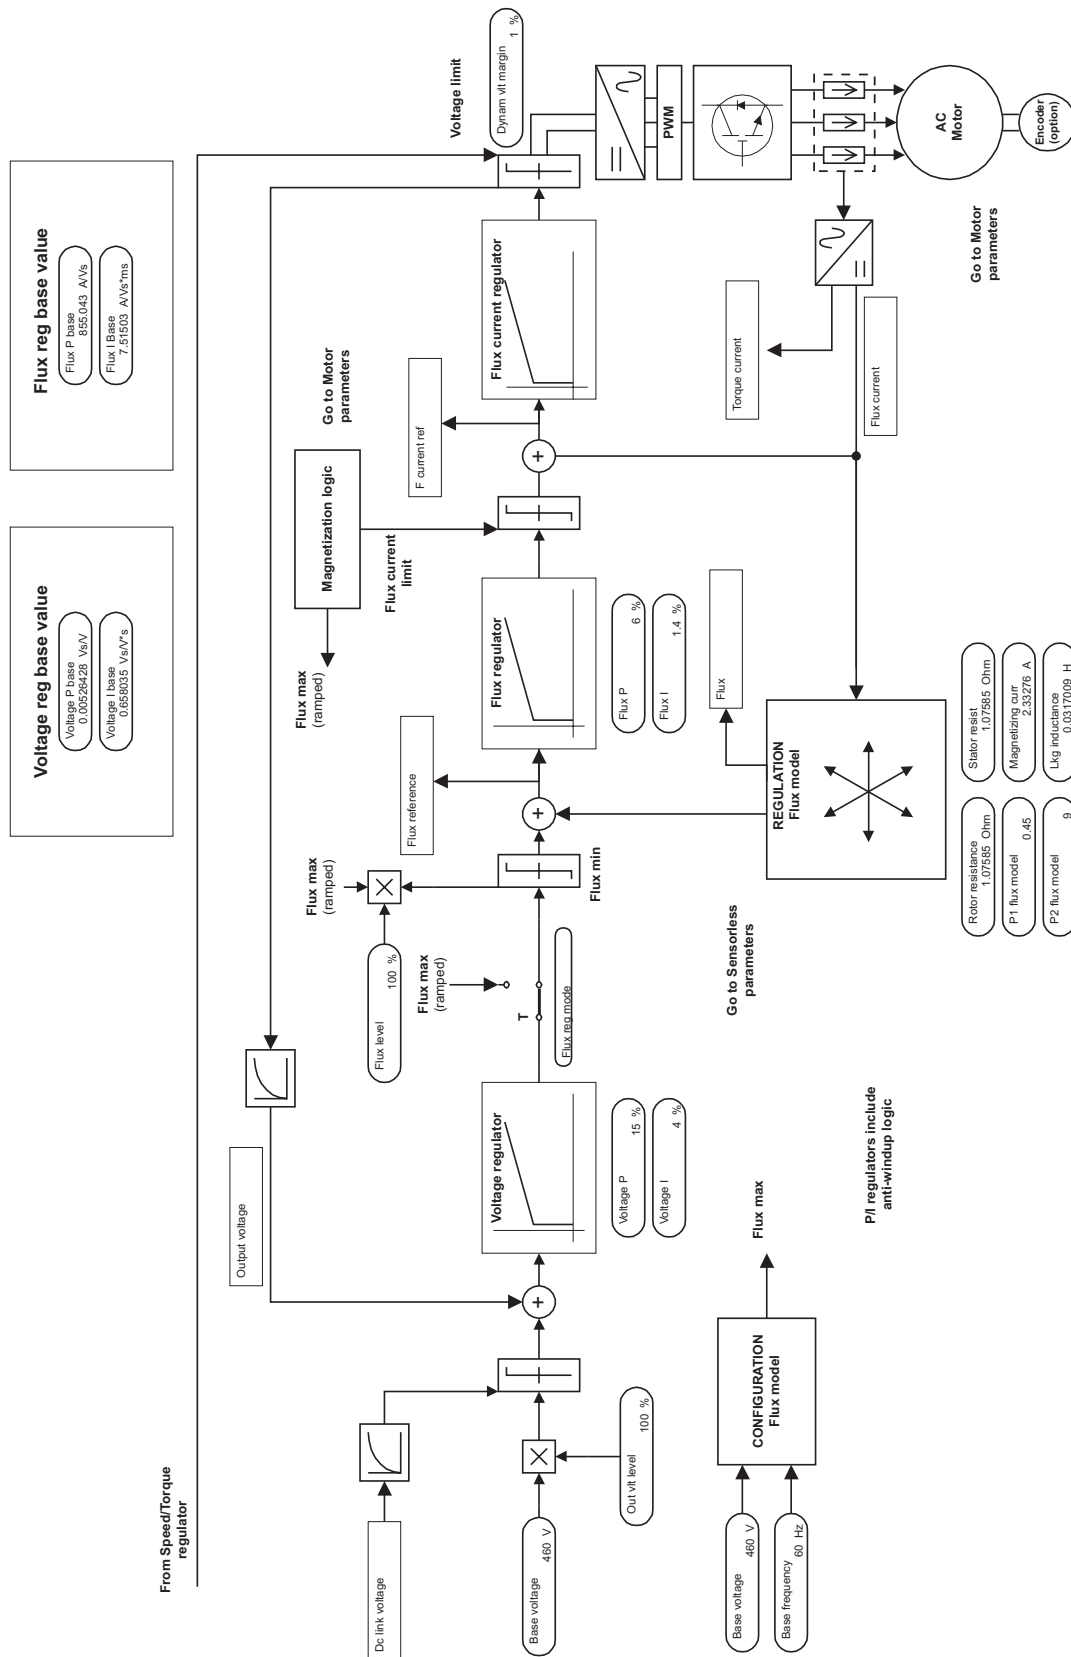 Voltage reg base value
Voltage P base
0.00526428 Vs/V
Voltage I base
0.658035 Vs/V*s
Flux reg base value
Flux P base
855.043 A/Vs
Flux I Base
7.51503 A/Vs*ms
From Speed/Torque
regulator
Output voltage
Dc link voltage
Base voltage
460 V
Out vlt level
100 %
Voltage regulator
Voltage P
15 %
Voltage I
4 %
Flux level
100 %
Flux max
(ramped)
Flux max
(ramped)
T
Flux reg mode
Flux min
Flux reference
Flux max
(ramped)
Magnetization logic
Go to Motor
parameters
Flux current
limit
Flux regulator
Flux P
6 %
Flux I
1.4 %
F current ref
Flux current regulator
Voltage limit
Dynam vlt margin
1 %
PWM
AC
Motor
Encoder
(option)
Go to Motor
parameters
Torque current
Flux current
Flux
REGULATION
Flux model
Go to Sensorless
parameters
Rotor resistance
1.07585 Ohm
P1 flux model
0.45
P2 flux model
9
Stator resist
1.07585 Ohm
Magnetizing curr
2.33276 A
Lkg inductance
0.0317009 H
Base voltage
460 V
Base frequency
60 Hz
CONFIGURATION
Flux model
Flux max
P/I regulators include
anti-windup logic